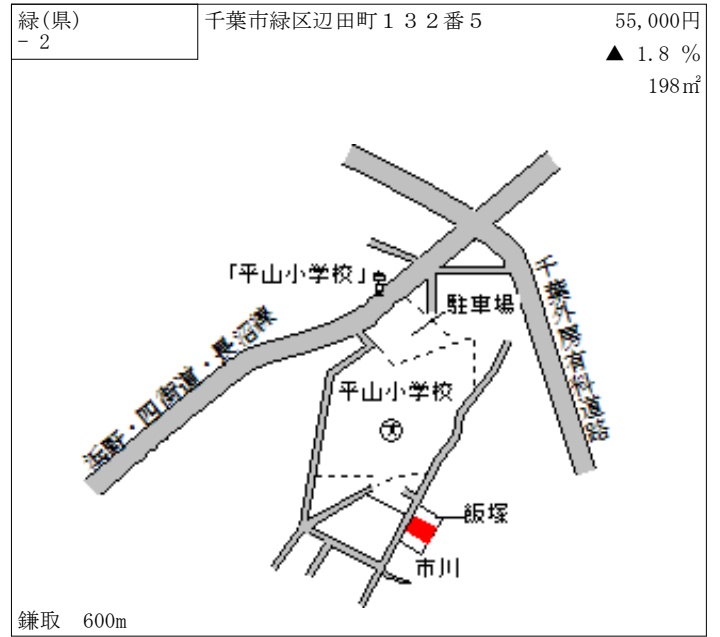 緑(県)
- 2
千葉市緑区辺田町１３２番５
55,000円
▲ 1.8 %
198㎡
「平山小学校」
駐車場
千葉外房有料道路
浜野・四街道・長沼線
平山小学校
文
飯塚
市川
鎌取　600m